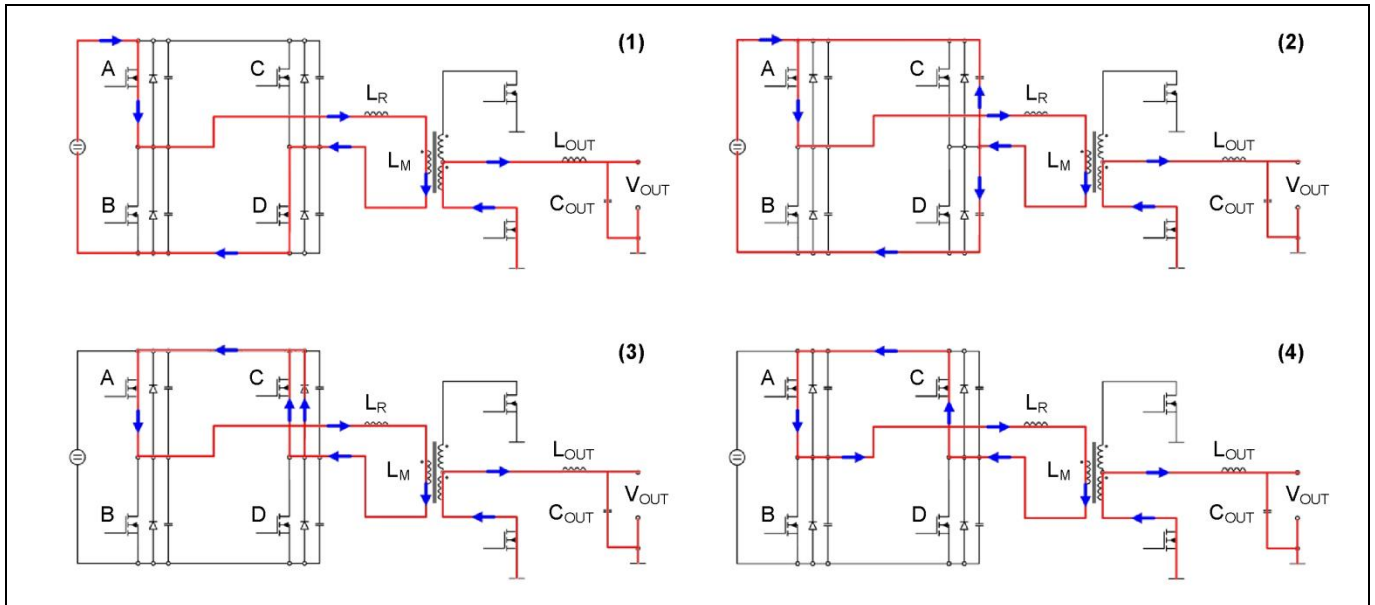 (1)
A
C
L_R
L_M
L_OUT
V_OUT
B
D
C_OUT
(2)
A
C
L_R
L_M
L_OUT
V_OUT
B
D
C_OUT
(3)
A
C
L_R
L_M
L_OUT
V_OUT
B
D
C_OUT
(4)
A
C
L_R
L_M
L_OUT
V_OUT
B
D
C_OUT